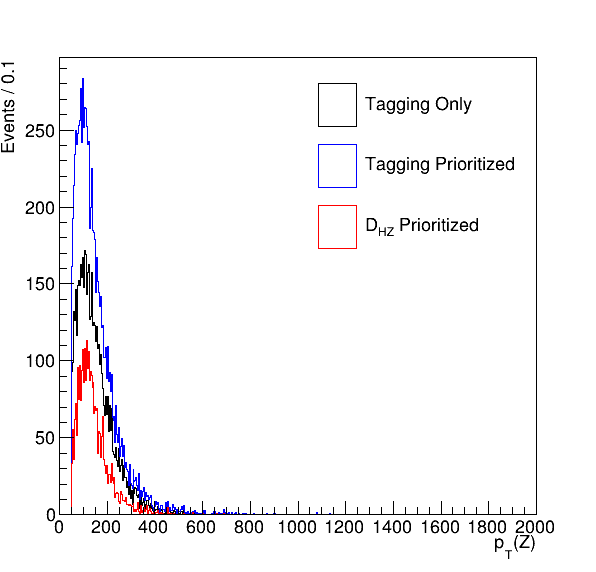 Events / 0.1
Tagging Only
Tagging Prioritized
D_HZ Prioritized
250
200
150
100
50
0
0 200 400 600 800 1000 1200 1400 1600 1800 2000
p_T(Z)